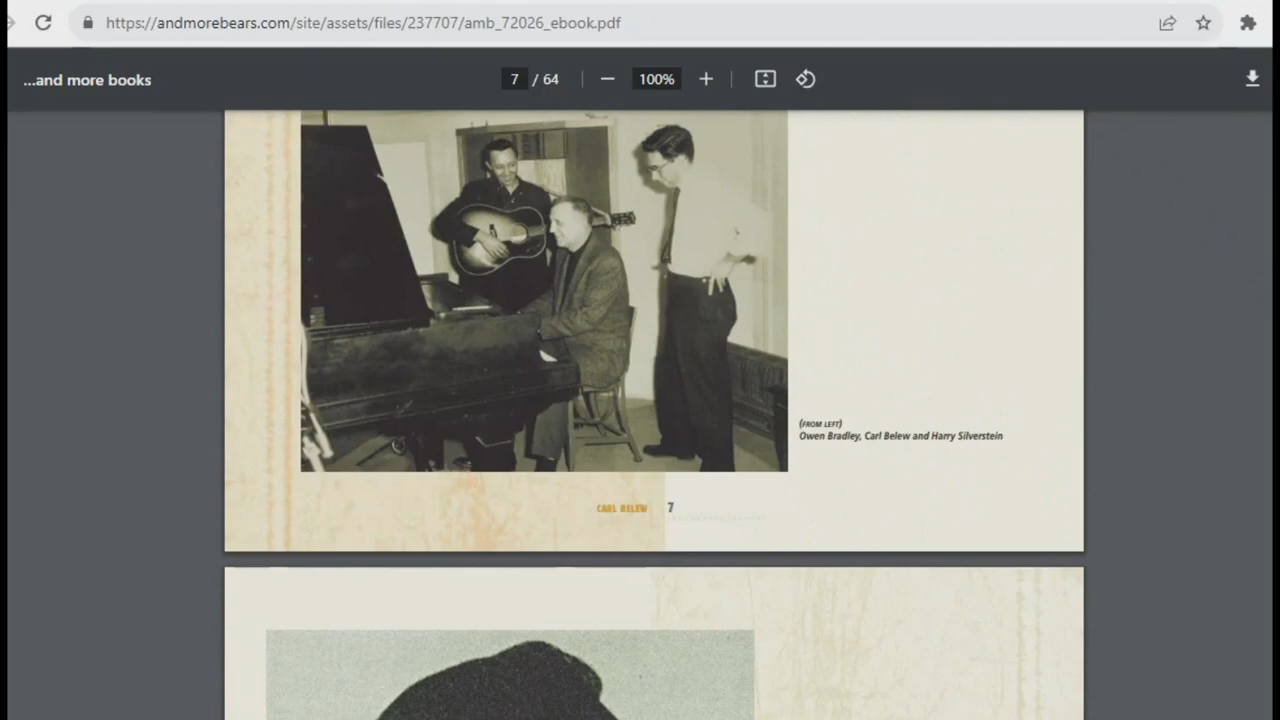 https://andmorebears.com/site/assets/files/237707/amb_72026_ebook.pdf
...and more books
7 / 64
100%
(FROM LEFT)
Owen Bradley, Carl Belew and Harry Silverstein
CARL BELEW 7